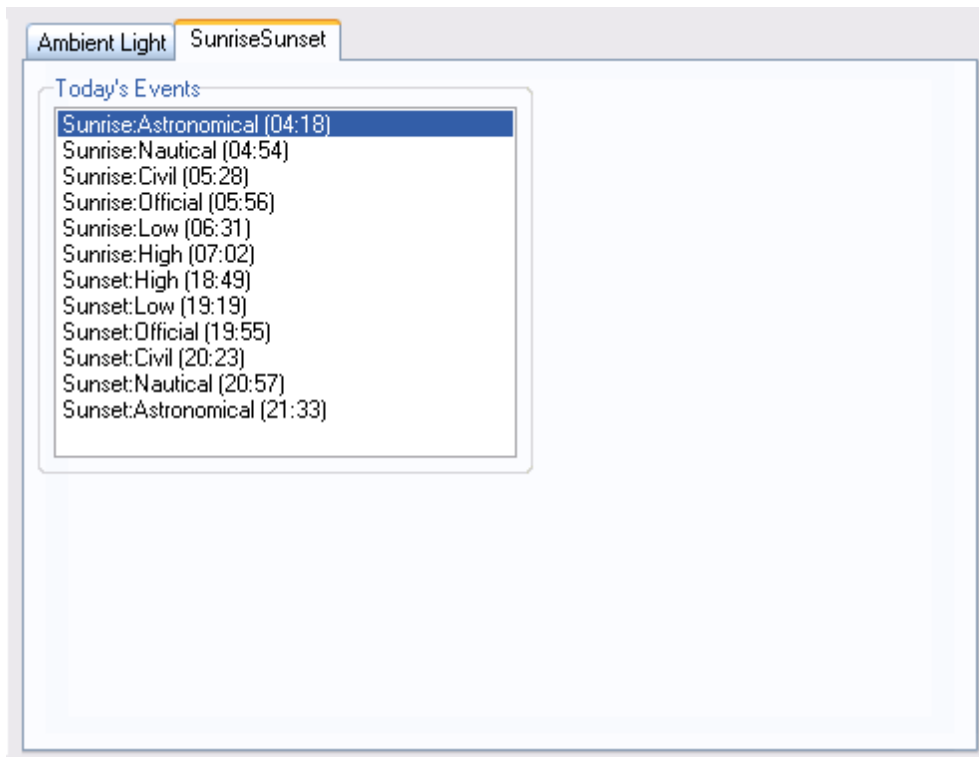 Ambient Light
SunriseSunset
Today's Events
Sunrise:Astronomical (04:18)
Sunrise:Nautical (04:54)
Sunrise:Civil (05:28)
Sunrise:Official (05:56)
Sunrise:Low (06:31)
Sunrise:High (07:02)
Sunset:High (18:49)
Sunset:Low (19:19)
Sunset:Official (19:55)
Sunset:Civil (20:23)
Sunset:Nautical (20:57)
Sunset:Astronomical (21:33)